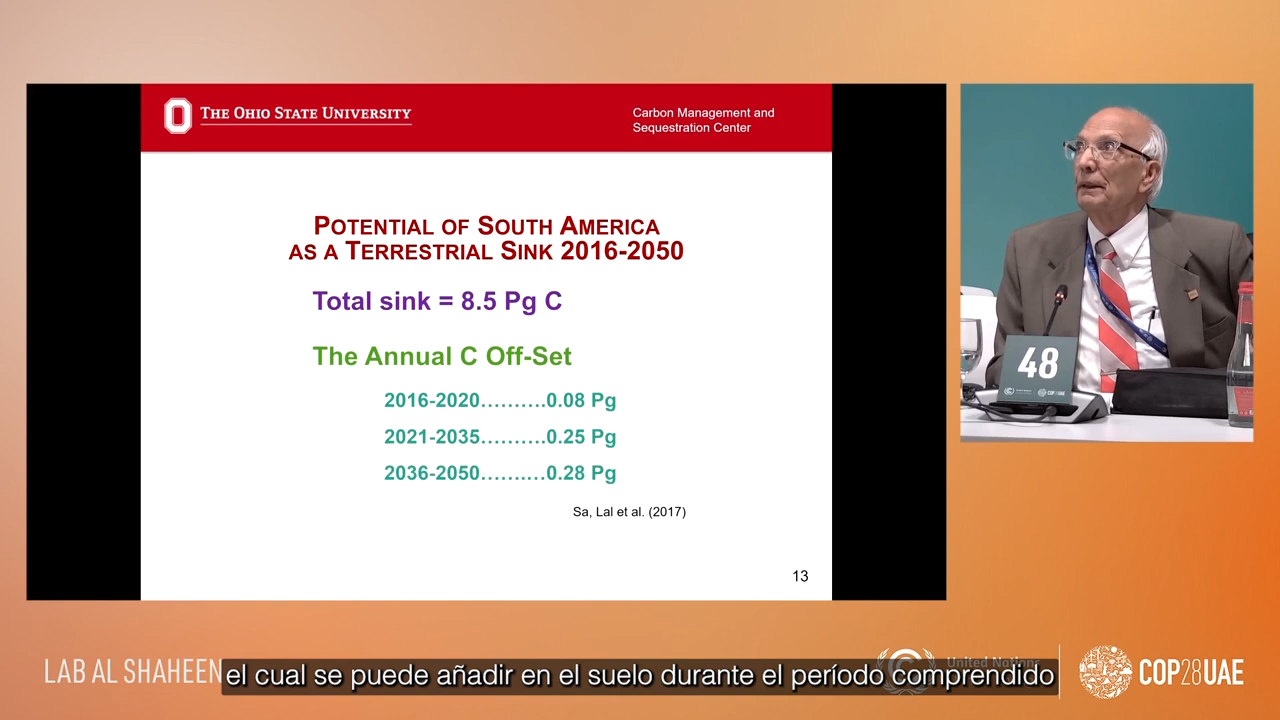 THE OHIO STATE UNIVERSITY
Carbon Management and
Sequestration Center
POTENTIAL OF SOUTH AMERICA
AS A TERRESTRIAL SINK 2016-2050
Total sink = 8.5 Pg C
The Annual C Off-Set
2016-2020……….0.08 Pg
2021-2035……….0.25 Pg
2036-2050…….…0.28 Pg
Sa, Lal et al. (2017)
13
48
COP28UAE
LAB AL SHAHEEN
United Nations
COP28UAE
el cual se puede añadir en el suelo durante el período comprendido